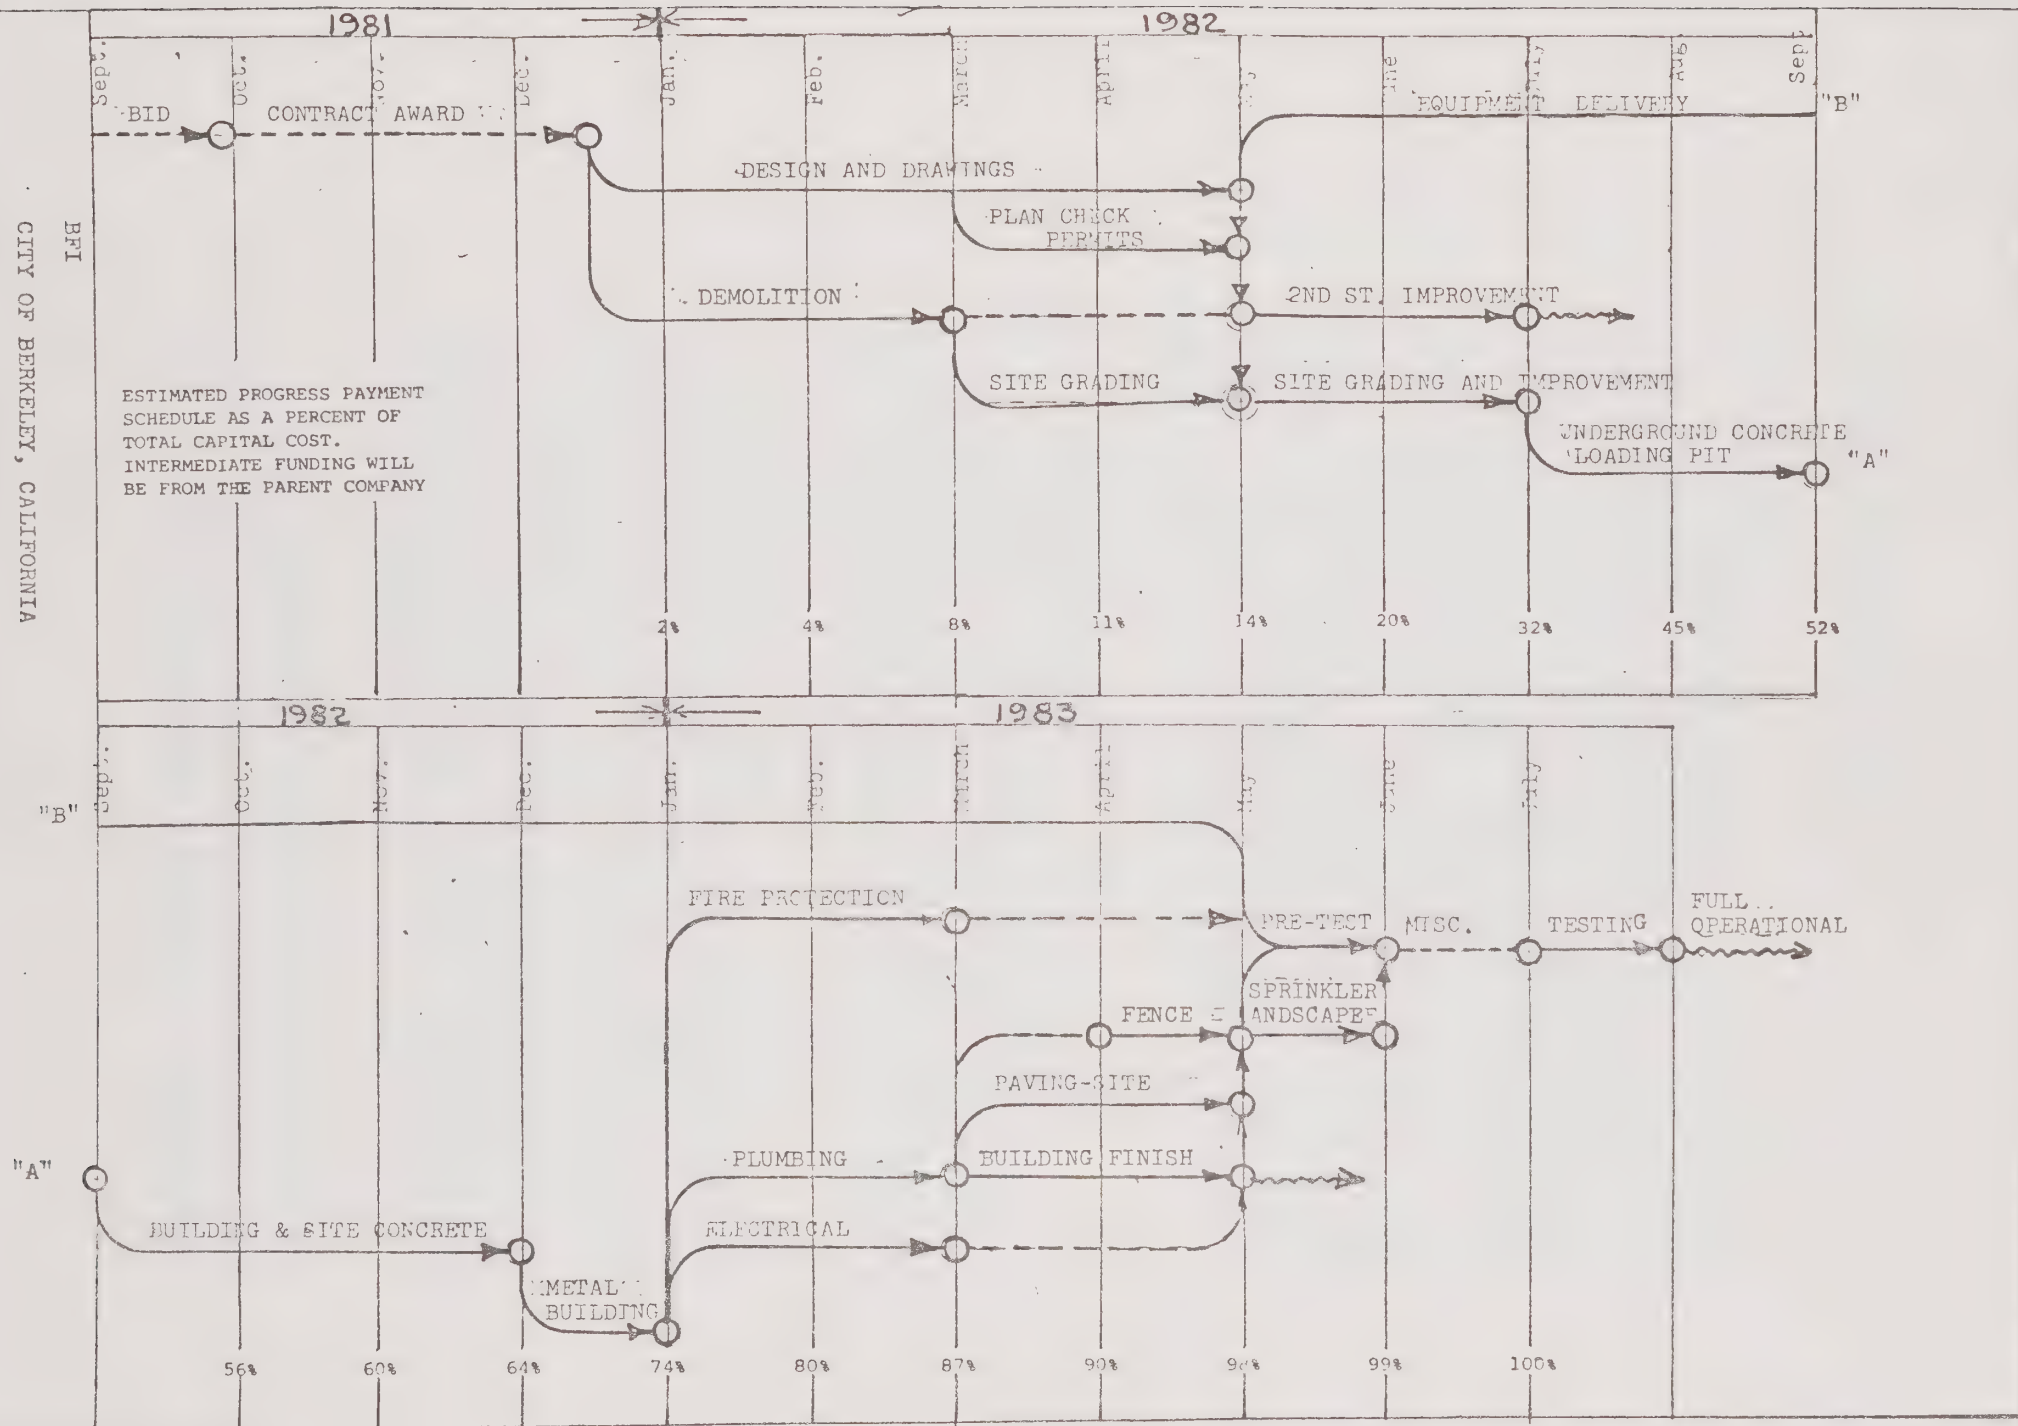 1981
1982
Sept.
Oct.
Nov.
Dec.
Jan.
Feb.
March
April
May
June
July
Aug
Sept
BID
CONTRACT AWARD
EQUIPMENT DELIVERY
"B"
DESIGN AND DRAWINGS
PLAN CHECK
PERMITS
DEMOLITION
2ND ST. IMPROVEMENT
SITE GRADING
SITE GRADING AND IMPROVEMENT
UNDERGROUND CONCRETE
LOADING PIT
"A"
BFI
CITY OF BERKELEY, CALIFORNIA
ESTIMATED PROGRESS PAYMENT
SCHEDULE AS A PERCENT OF
TOTAL CAPITAL COST.
INTERMEDIATE FUNDING WILL
BE FROM THE PARENT COMPANY
2%
4%
8%
11%
14%
20%
32%
45%
52%
1982
1983
Sept.
Oct.
Nov.
Dec.
Jan.
Feb.
March
April
May
June
July
"B"
FIRE PROTECTION
PRE-TEST
MISC.
TESTING
FULL
OPERATIONAL
FENCE
SPRINKLER
LANDSCAPE
PAVING-SITE
"A"
PLUMBING
BUILDING FINISH
BUILDING & SITE CONCRETE
ELECTRICAL
METAL
BUILDING
56%
60%
64%
74%
80%
87%
90%
99%
100%